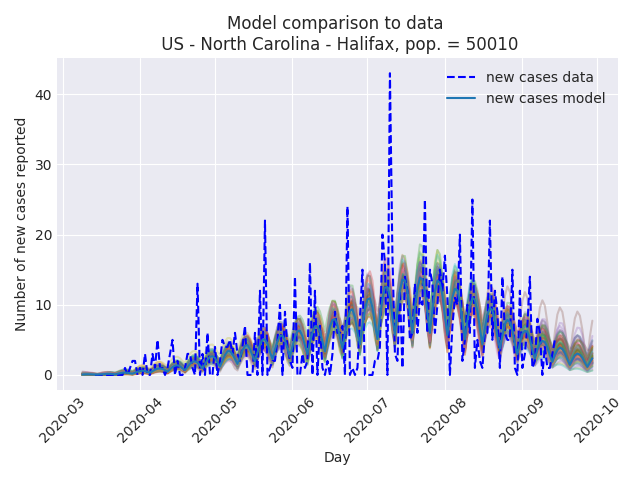 Model comparison to data
US - North Carolina - Halifax, pop. = 50010
new cases data
new cases model
Number of new cases reported
40
30
20
10
0
2020-03
2020-04
2020-05
2020-06
2020-07
2020-08
2020-09
2020-10
Day